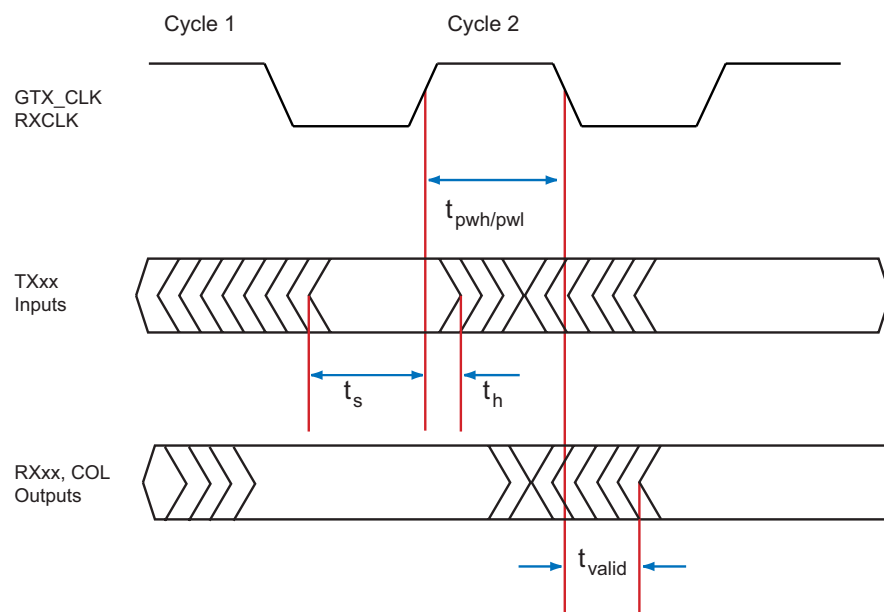 Cycle 1
Cycle 2
GTX_CLK
RXCLK
tpwh/pwl
TXxx
Inputs
ts
th
RXxx, COL
Outputs
tvalid